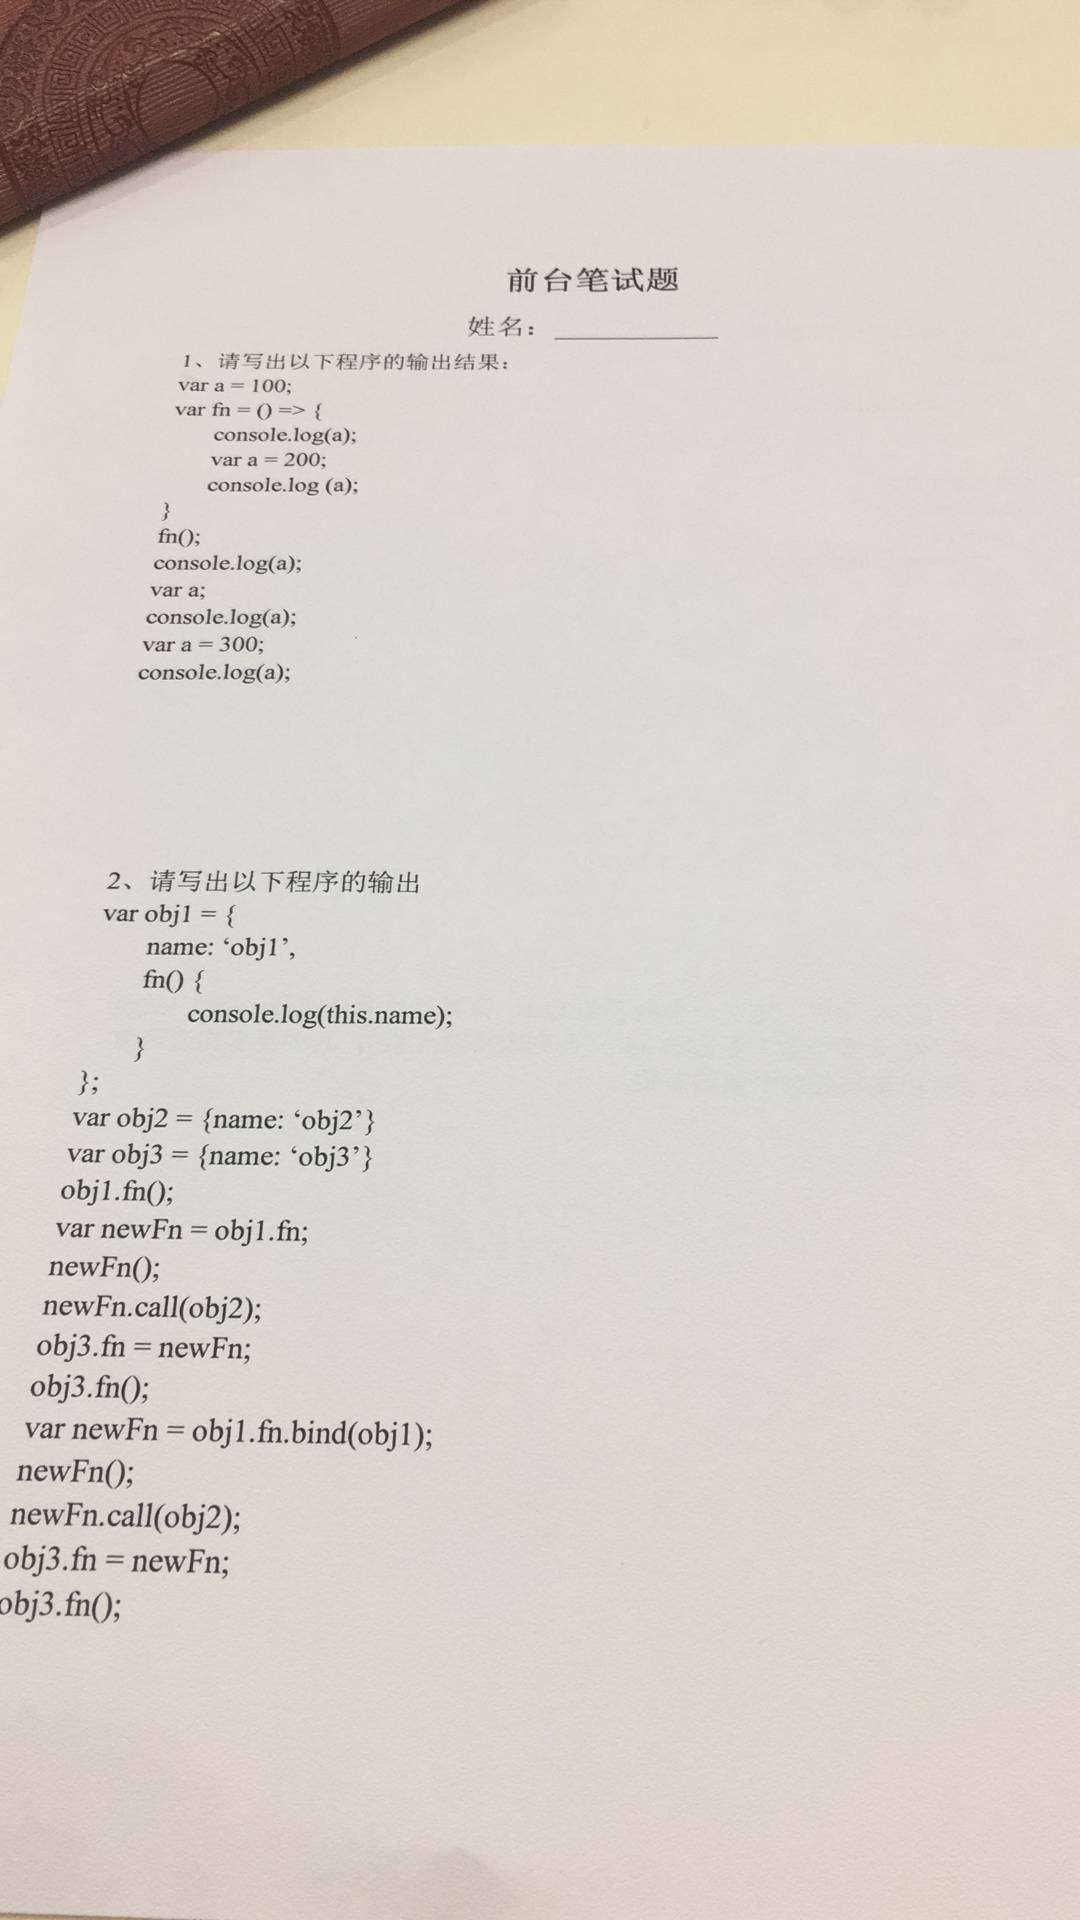 前台笔试题
姓名：
1、请写出以下程序的输出结果：
var a = 100;
var fn = () => {
console.log(a);
var a = 200;
console.log (a);
}
fn();
console.log(a);
var a;
console.log(a);
var a = 300;
console.log(a);
2、请写出以下程序的输出
var obj1 = {
name: ‘obj1’,
fn() {
console.log(this.name);
}
};
var obj2 = {name: ‘obj2’}
var obj3 = {name: ‘obj3’}
obj1.fn();
var newFn = obj1.fn;
newFn();
newFn.call(obj2);
obj3.fn = newFn;
obj3.fn();
var newFn = obj1.fn.bind(obj1);
newFn();
newFn.call(obj2);
obj3.fn = newFn;
obj3.fn();